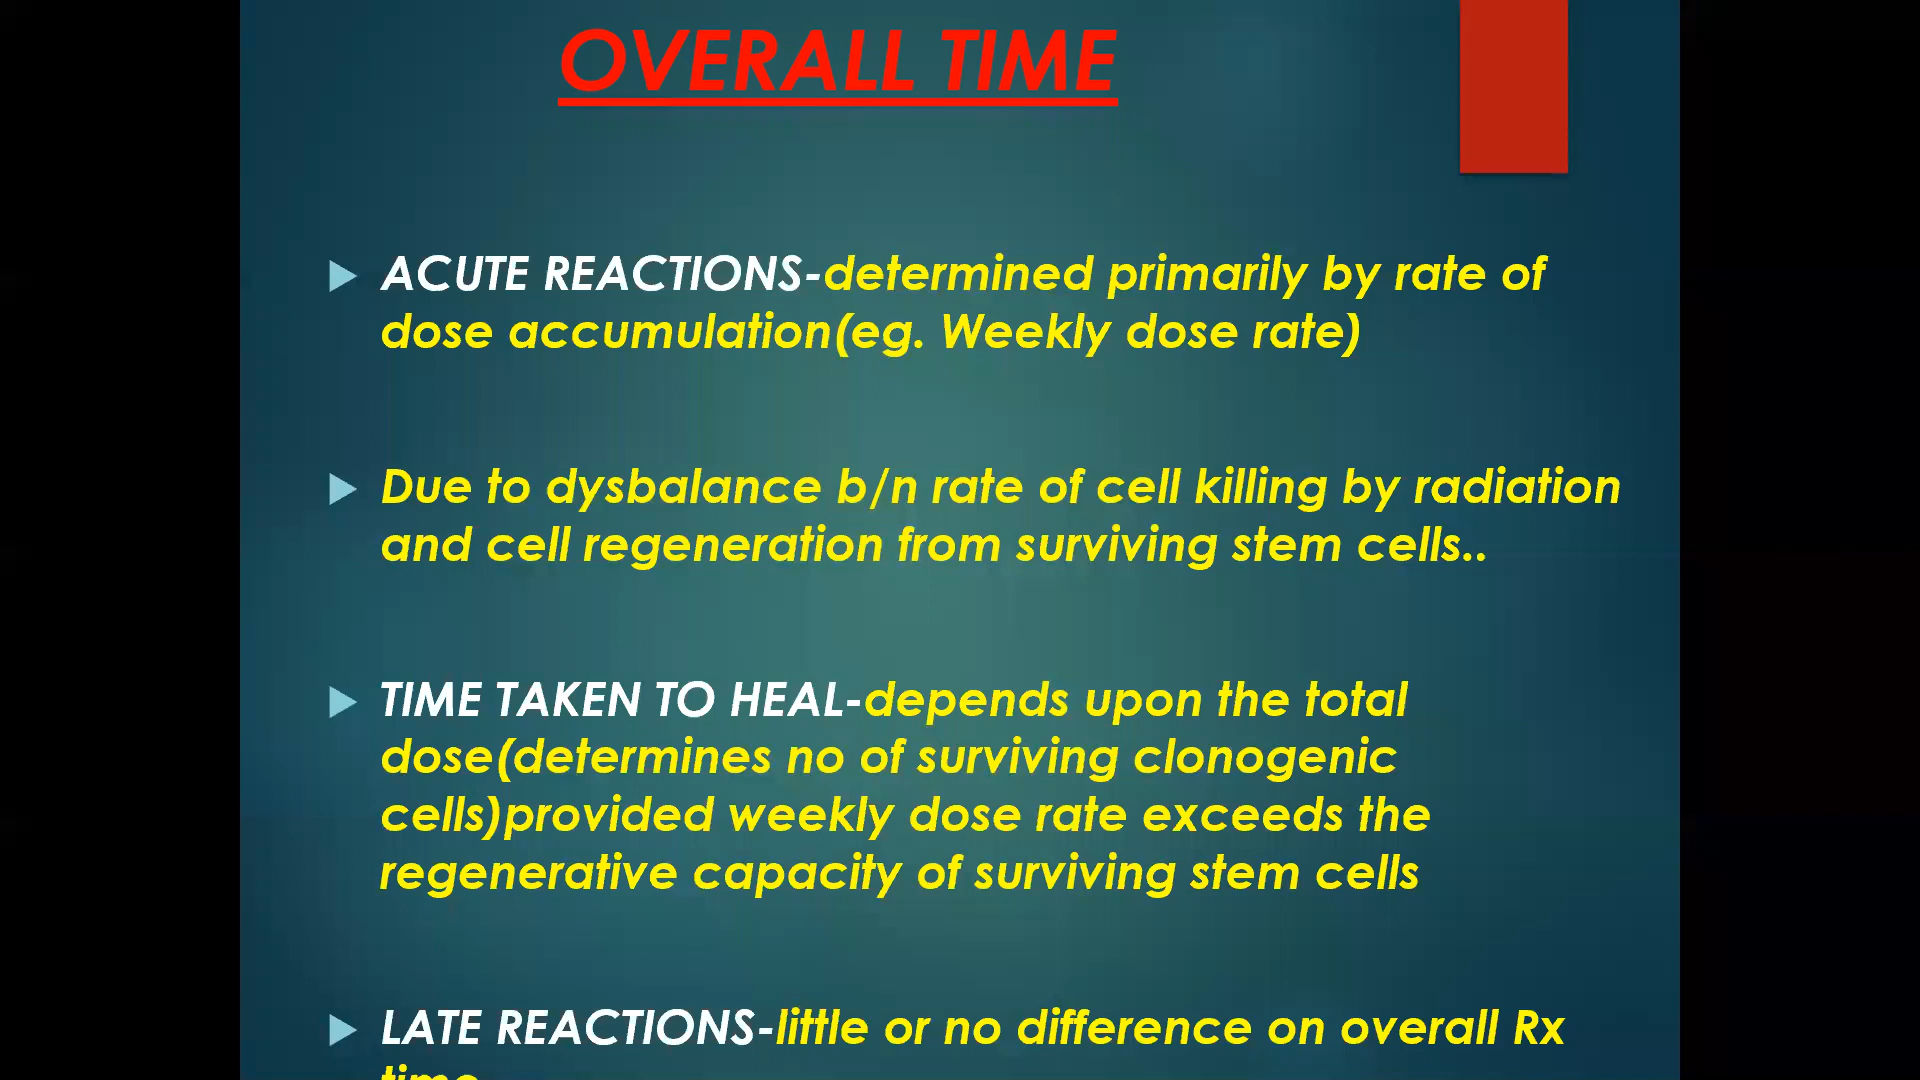 OVERALL TIME
ACUTE REACTIONS-determined primarily by rate of
dose accumulation(eg. Weekly dose rate)
Due to dysbalance b/n rate of cell killing by radiation
and cell regeneration from surviving stem cells..
TIME TAKEN TO HEAL-depends upon the total
dose(determines no of surviving clonogenic
cells)provided weekly dose rate exceeds the
regenerative capacity of surviving stem cells
LATE REACTIONS-little or no difference on overall Rx
time